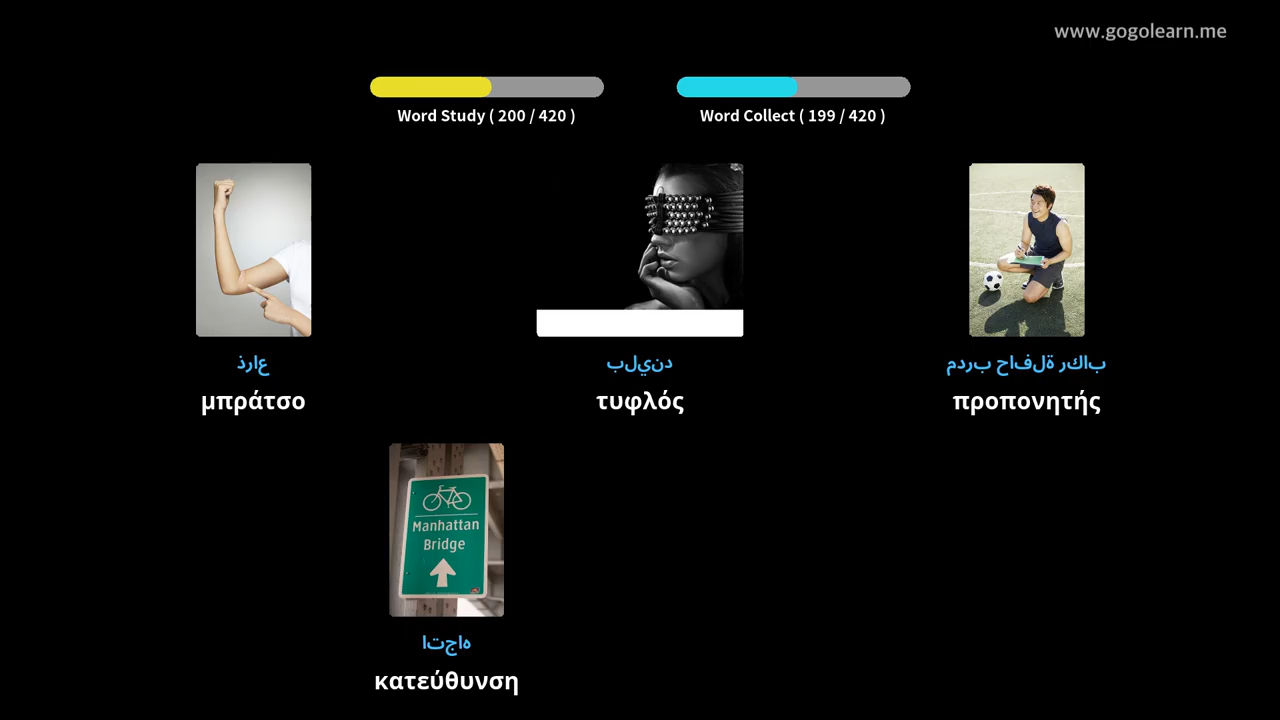 www.gogolearn.me
Word Study ( 200 / 420 )
Word Collect ( 199 / 420 )
ذراع
μπράτσο
بليند
τυφλός
مدرب حافلة ركاب
προπονητής
Manhattan
Bridge
اتجاه
κατεύθυνση